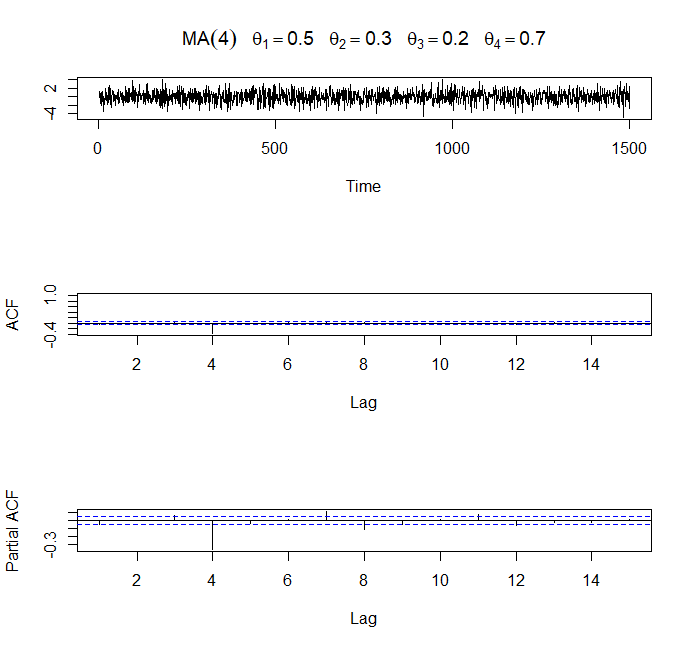 MA(4) θ1 = 0.5 θ2 = 0.3 θ3 = 0.2 θ4 = 0.7
2
-4
0 500 1000 1500
Time
ACF
1.0
-0.4
2 4 6 8 10 12 14
Lag
Partial ACF
-0.3
2 4 6 8 10 12 14
Lag